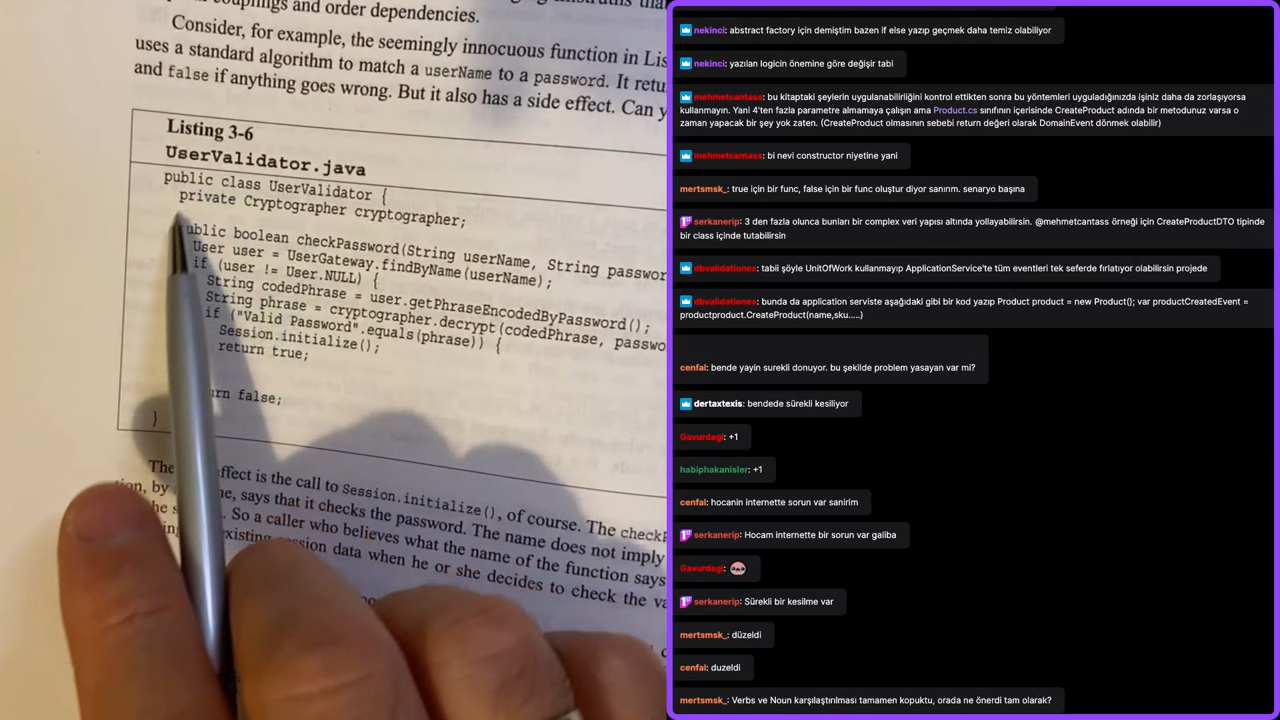 and order dependencies.
Consider, for example, the seemingly innocuous function in Lis
uses a standard algorithm to match a userName to a password. It retu
and false if anything goes wrong. But it also has a side effect. Can y
Listing 3-6
UserValidator.java
public class UserValidator {
private Cryptographer cryptographer;
ublic boolean checkPassword(String userName, String passwor
User user = UserGateway.findByName(userName);
if (user != User.NULL) {
String codedPhrase = user.getPhraseEncodedByPassword();
String phrase = cryptographer.decrypt(codedPhrase, passwo
if ("Valid Password".equals(phrase)) {
Session.initialize();
return true;
urn false;
}
The ffect is the call to Session.initialize(), of course. The checkP
tion, by me, says that it checks the password. The name does not imply
the s . So a caller who believes what the name of the function says
existing session data when he or she decides to check the va
nekinci: abstract factory için demiştim bazen if else yazıp geçmek daha temiz olabiliyor
nekinci: yazılan logicin önemine göre değişir tabi
mehmetcantass: bu kitaptaki şeylerin uygulanabilirliğini kontrol ettikten sonra bu yöntemleri uyguladığınızda işiniz daha da zorlaşıyorsa
kullanmayın. Yani 4'ten fazla parametre almamaya çalışın ama Product.cs sınıfının içerisinde CreateProduct adında bir metodunuz varsa o
zaman yapacak bir şey yok zaten. (CreateProduct olmasının sebebi return değeri olarak DomainEvent dönmek olabilir)
mehmetcantass: bi nevi constructor niyetine yani
mertsmsk_: true için bir func, false için bir func oluştur diyor sanırım. senaryo başına
serkanerip: 3 den fazla olunca bunları bir complex veri yapısı altında yollayabilirsin. @mehmetcantass örneği için CreateProductDTO tipinde
bir class içinde tutabilirsin
dbvalidationex: tabii şöyle UnitOfWork kullanmayıp ApplicationService'te tüm eventleri tek seferde fırlatıyor olabilirsin projede
dbvalidationex: bunda da application serviste aşağıdaki gibi bir kod yazıp Product product = new Product(); var productCreatedEvent =
productproduct.CreateProduct(name,sku.....)
cenfal: bende yayin surekli donuyor. bu şekilde problem yasayan var mi?
dertaxtexis: bendede sürekli kesiliyor
Gavurdagi: +1
habiphakanisler: +1
cenfal: hocanin internette sorun var sanirim
serkanerip: Hocam internette bir sorun var galiba
Gavurdagi:
serkanerip: Sürekli bir kesilme var
mertsmsk_: düzeldi
cenfal: duzeldi
mertsmsk_: Verbs ve Noun karşılaştırılması tamamen kopuktu, orada ne önerdi tam olarak?